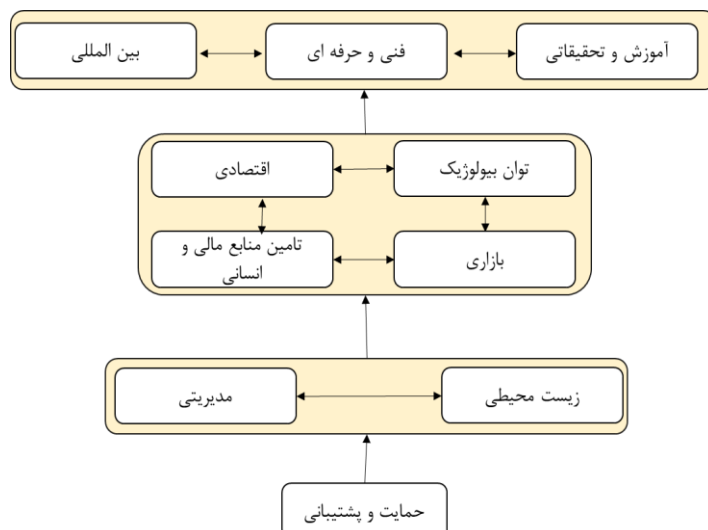 آموزش و تحقیقاتی
فنی و حرفه ای
بین المللی
توان بیولوژیک
اقتصادی
بازاری
تامین منابع مالی و
انسانی
زیست محیطی
مدیریتی
حمایت و پشتیبانی